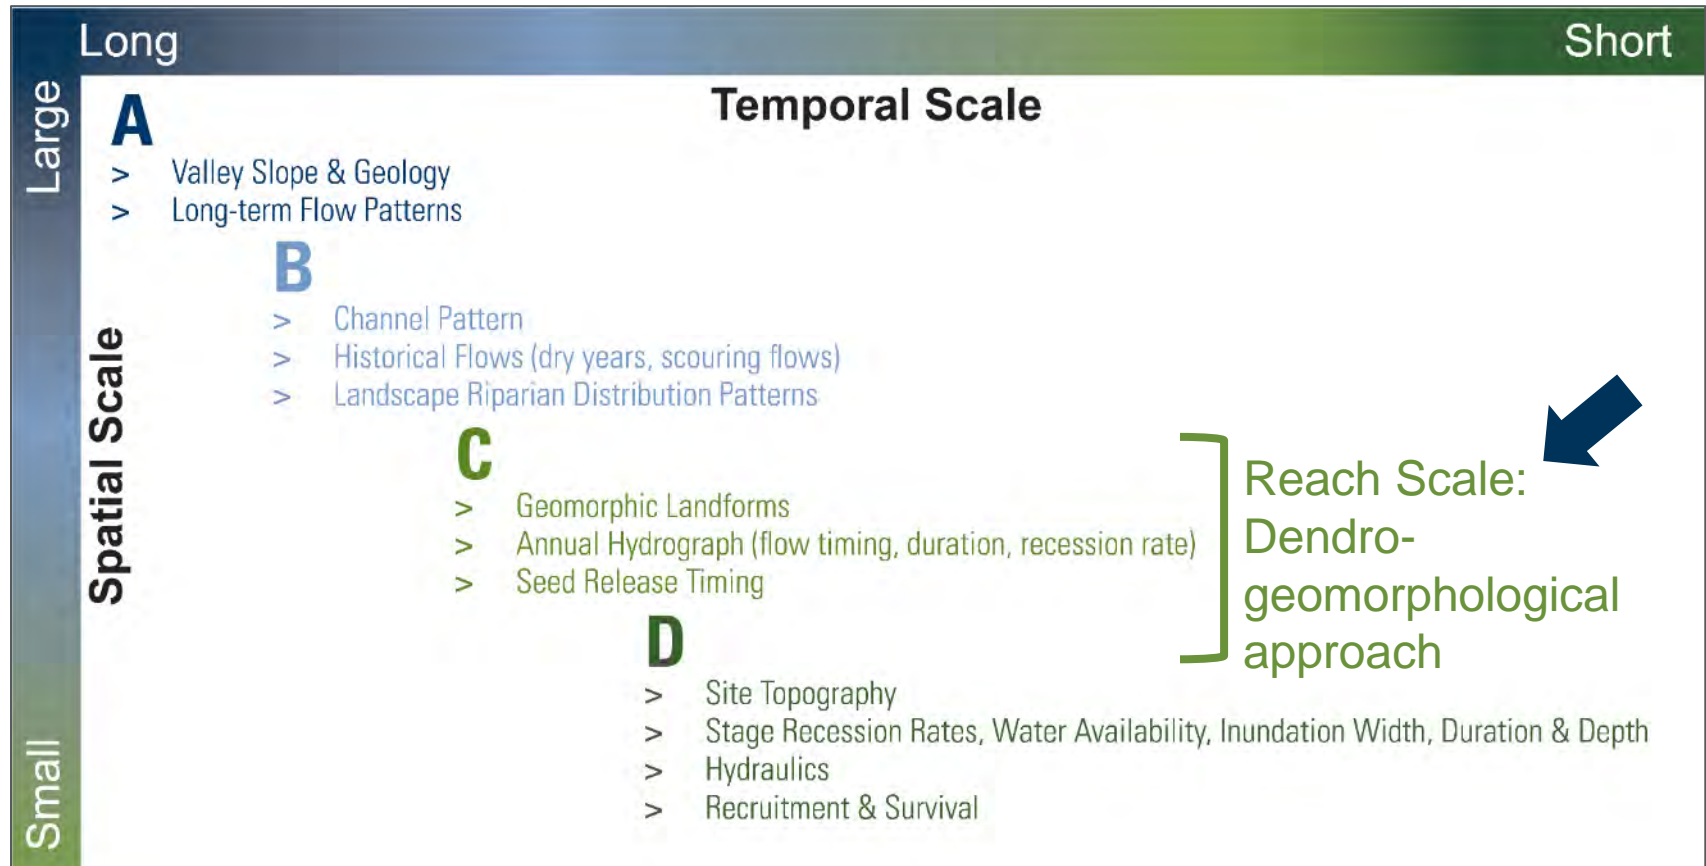 Long
Short
Large
Temporal Scale
A
> Valley Slope & Geology
> Long-term Flow Patterns
B
> Channel Pattern
> Historical Flows (dry years, scouring flows)
> Landscape Riparian Distribution Patterns
Spatial Scale
C
> Geomorphic Landforms
> Annual Hydrograph (flow timing, duration, recession rate)
> Seed Release Timing
Reach Scale:
Dendro-
geomorphological
approach
D
> Site Topography
> Stage Recession Rates, Water Availability, Inundation Width, Duration & Depth
> Hydraulics
> Recruitment & Survival
Small